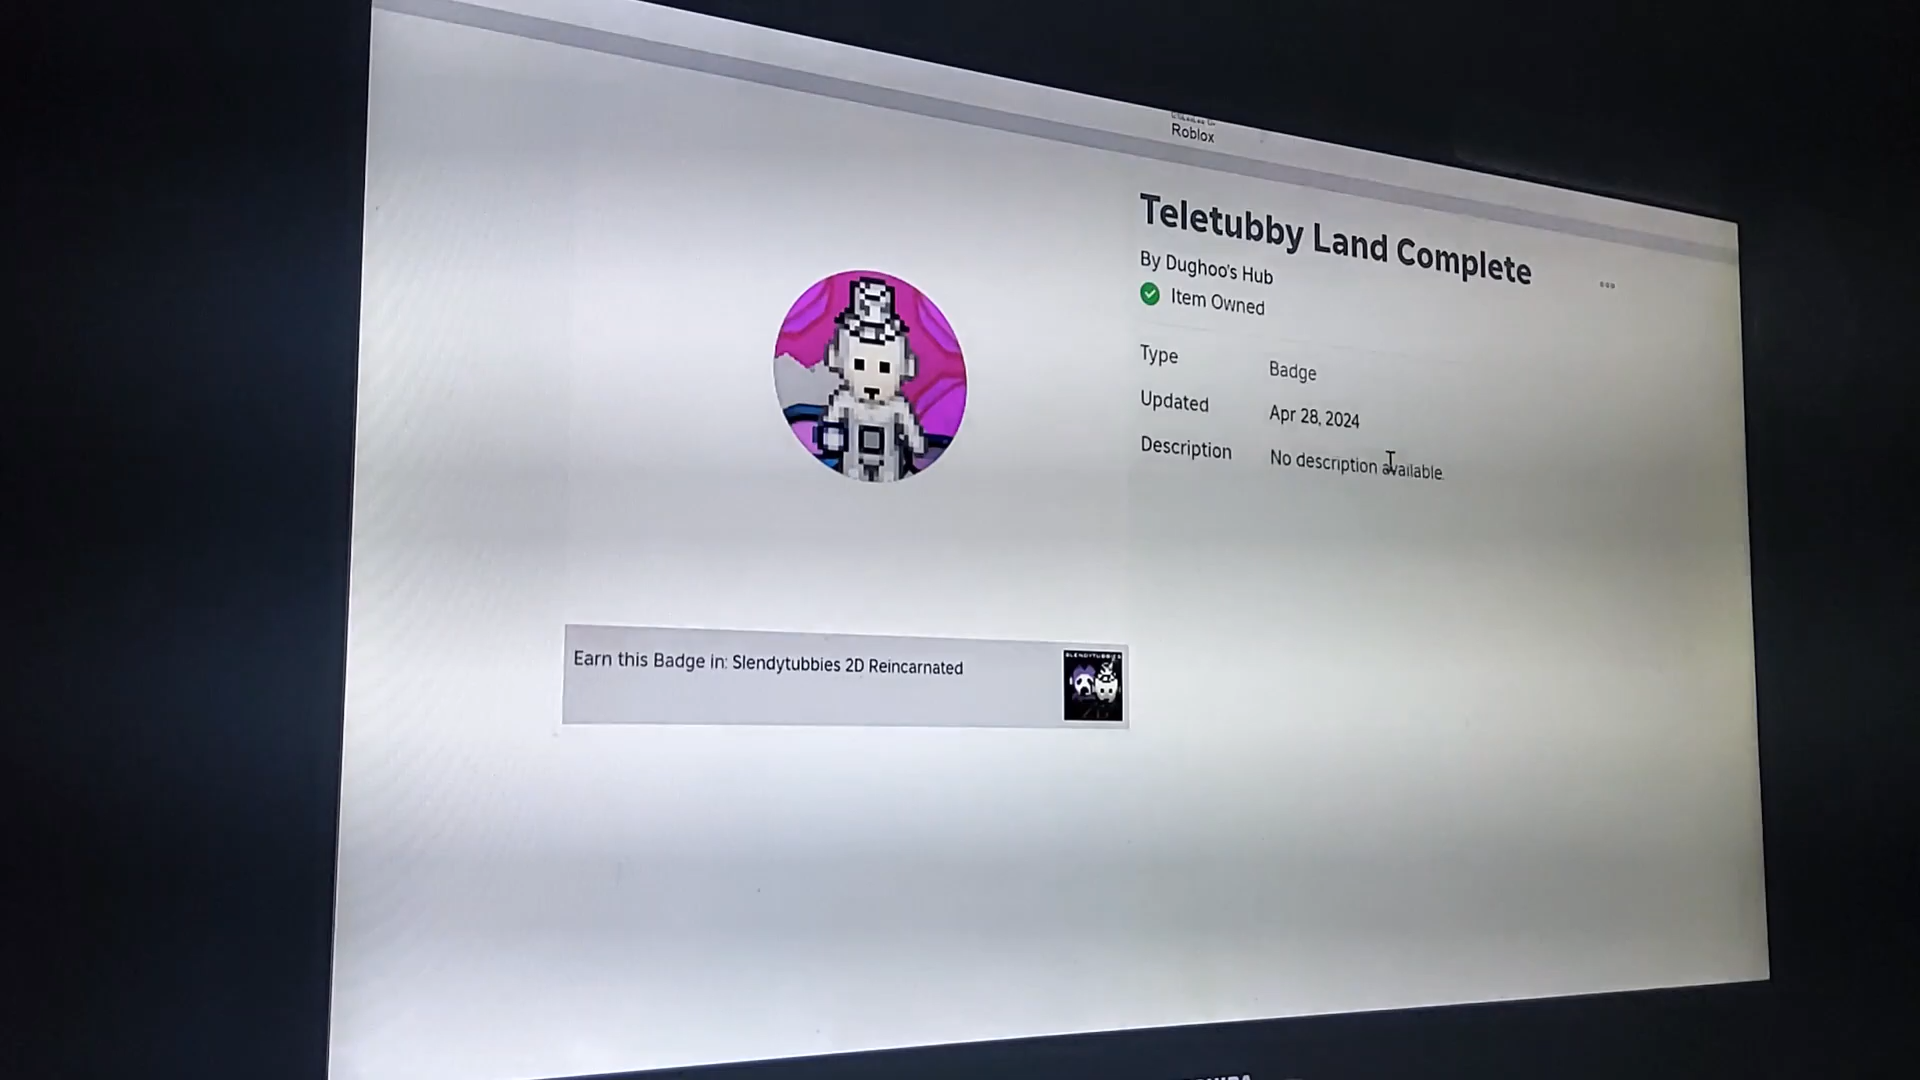 Roblox
Teletubby Land Complete
By Dughoo's Hub
Item Owned
Type Badge
Updated Apr 28, 2024
Description No description available.
Earn this Badge in: Slendytubbies 2D Reincarnated
SLENDYTUBBIES